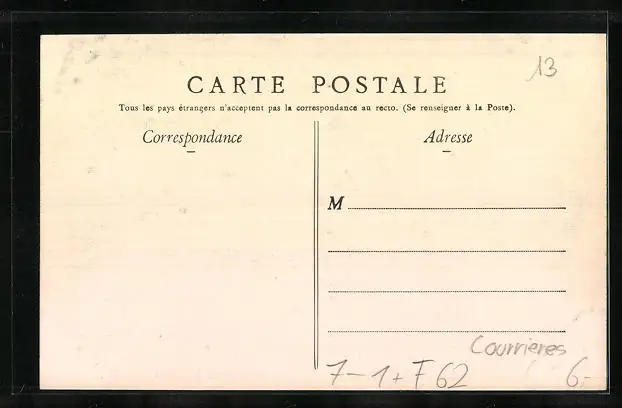 13
CARTE POSTALE
Tous les pays étrangers n'acceptent pas la correspondance au recto. (Se renseigner à la Poste).
Correspondance
Adresse
M
Courrieres
7-1+F62
6.-